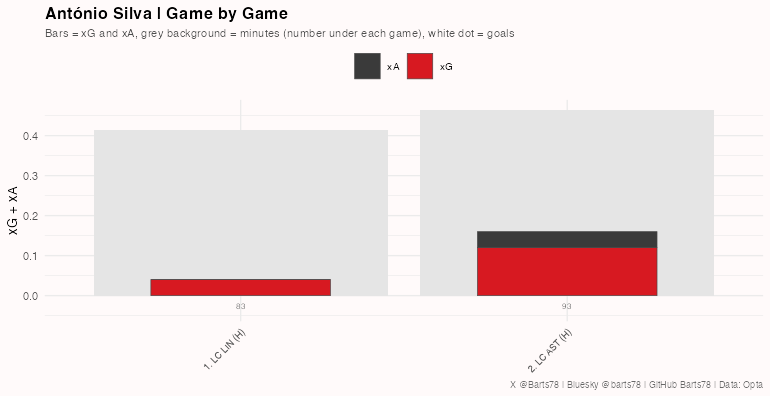 António Silva | Game by Game
Bars = xG and xA, grey background = minutes (number under each game), white dot = goals
xA xG
xG + xA
0.4
0.3
0.2
0.1
0.0
83 93
1. LC LIN (H) 2. LC AST (H)
X @Barts78 | Bluesky @barts78 | GitHub Barts78 | Data: Opta